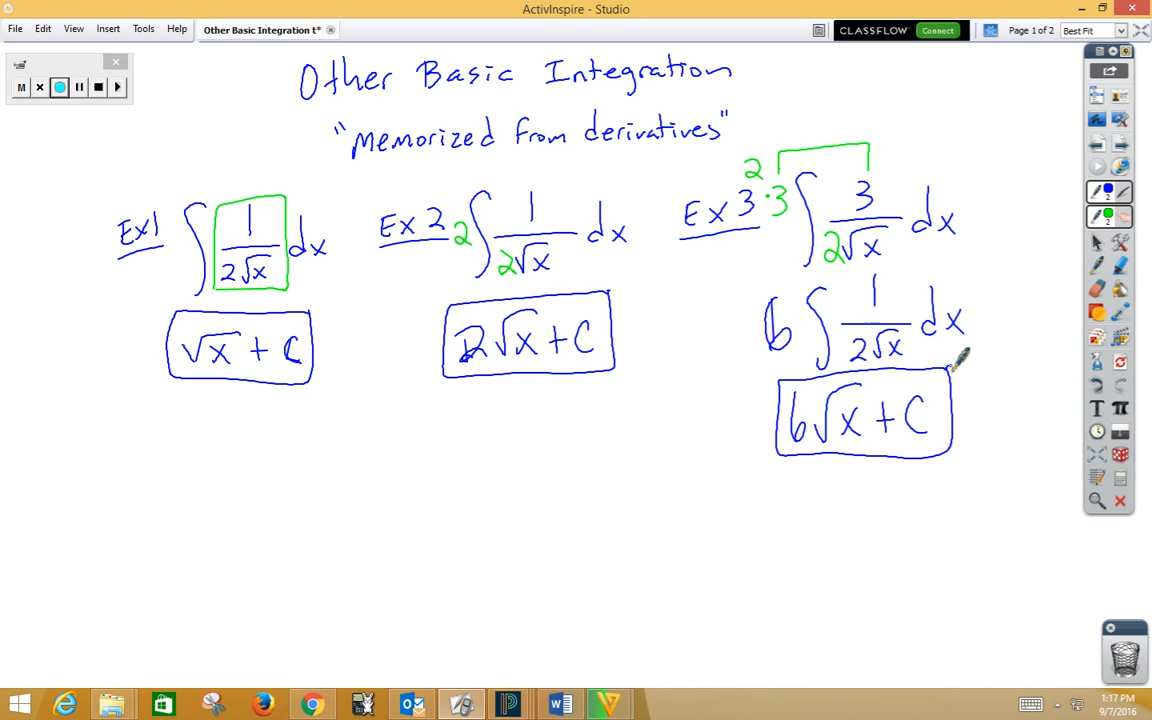 ActivInspire - Studio
File Edit View Insert Tools Help
Other Basic Integration t*
CLASSFLOW Connect
Page 1 of 2
Best Fit
M
Other Basic Integration
"memorized from derivatives"
Ex1 ∫ 1/(2√x) dx
√x + C
Ex 2 2 ∫ 1/(2√x) dx
2√x + C
Ex 3 2·3 ∫ 3/(2√x) dx
6 ∫ 1/(2√x) dx
6√x + C
2
2
1:17 PM
9/7/2016